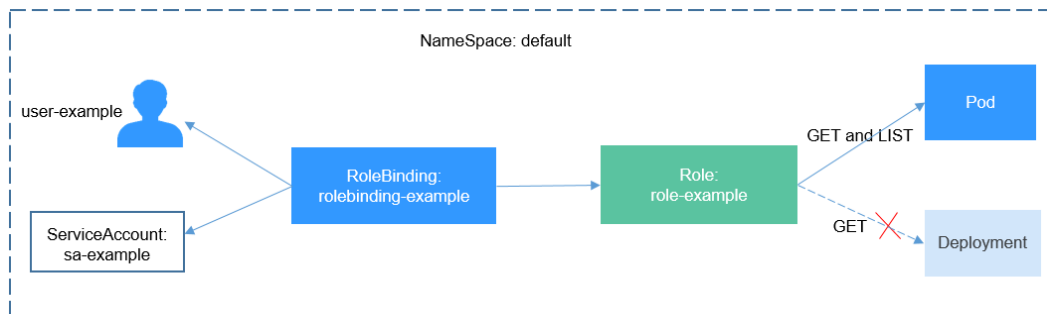 NameSpace: default
user-example
Pod
GET and LIST
RoleBinding:
rolebinding-example
Role:
role-example
ServiceAccount:
sa-example
GET
Deployment